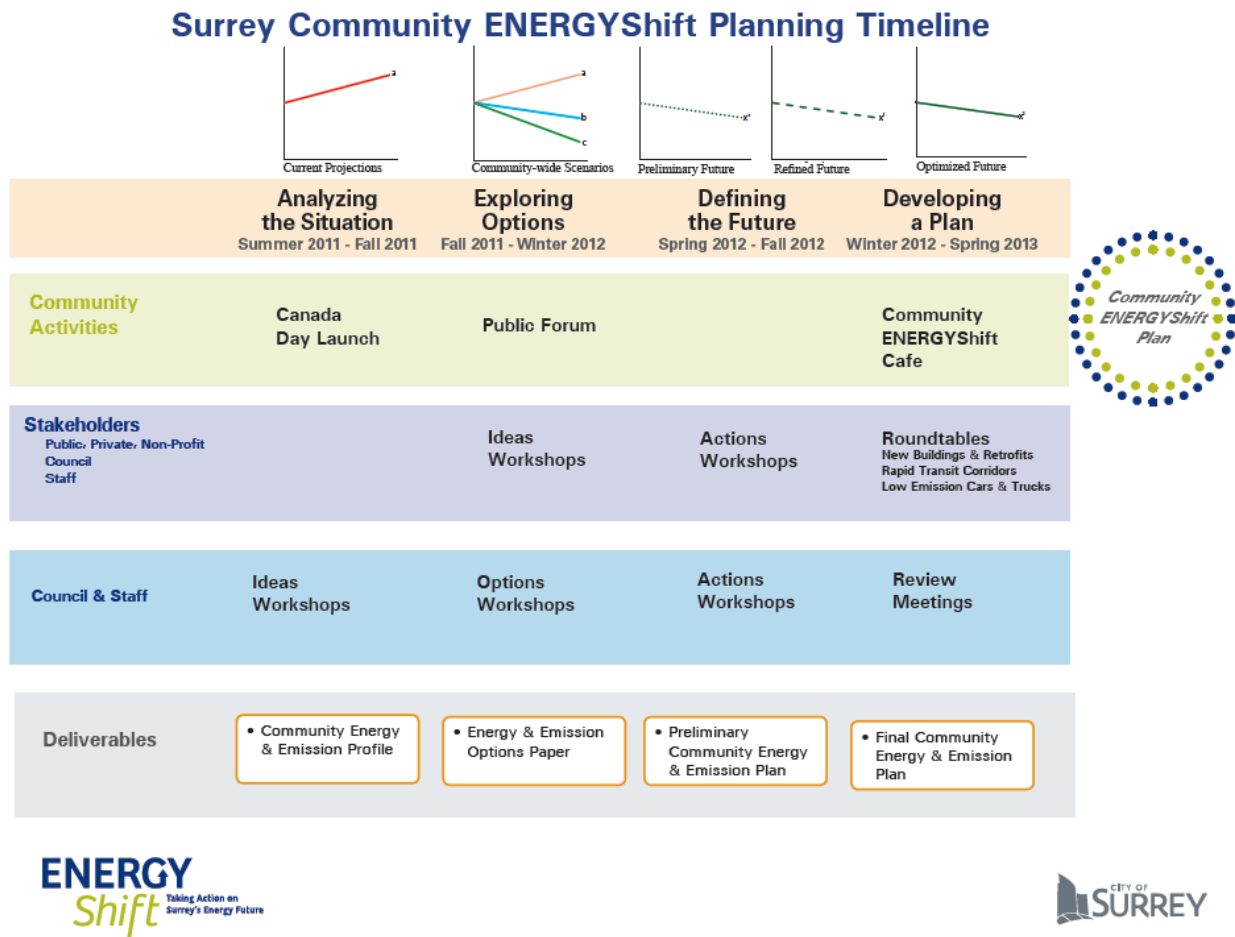 Surrey Community ENERGYShift Planning Timeline
a
Current Projections
a
b
c
Community-wide Scenarios
Preliminary Future
Refined Future
Optimized Future
Analyzing
the Situation
Summer 2011 - Fall 2011
Exploring
Options
Fall 2011 - Winter 2012
Defining
the Future
Spring 2012 - Fall 2012
Developing
a Plan
Winter 2012 - Spring 2013
Community
Activities
Canada
Day Launch
Public Forum
Community
ENERGYShift
Cafe
Community
ENERGYShift
Plan
Stakeholders
Public, Private, Non-Profit
Council
Staff
Ideas
Workshops
Actions
Workshops
Roundtables
New Buildings & Retrofits
Rapid Transit Corridors
Low Emission Cars & Trucks
Council & Staff
Ideas
Workshops
Options
Workshops
Actions
Workshops
Review
Meetings
Deliverables
• Community Energy
& Emission Profile
• Energy & Emission
Options Paper
• Preliminary
Community Energy
& Emission Plan
• Final Community
Energy & Emission
Plan
ENERGY
Shift
Taking Action on
Surrey's Energy Future
CITY OF
SURREY